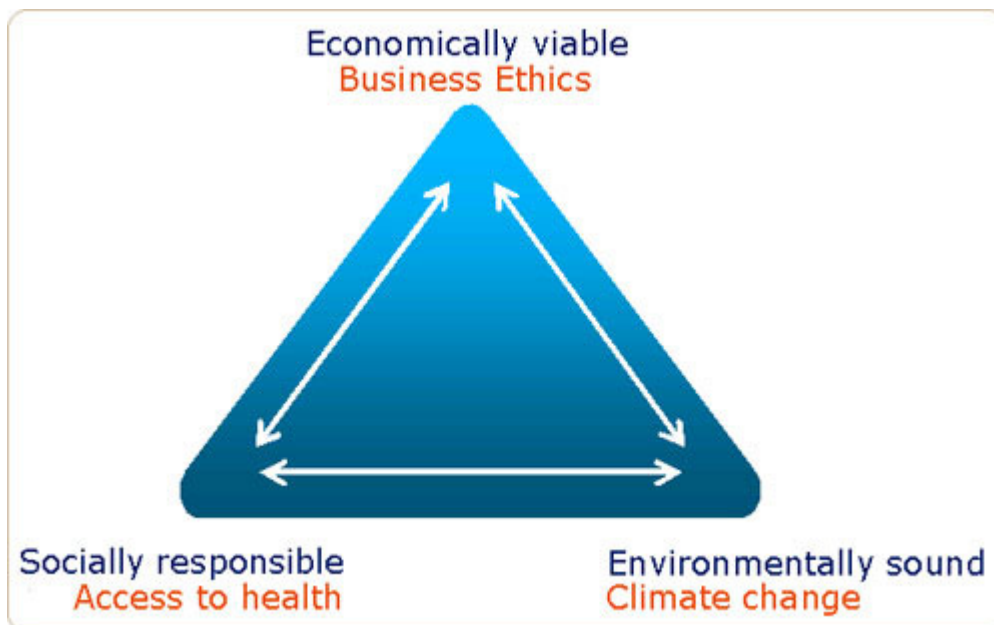 Economically viable
Business Ethics
Socially responsible
Access to health
Environmentally sound
Climate change